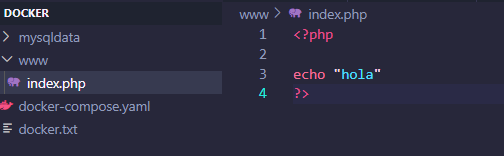 DOCKER
mysqldata
www
index.php
docker-compose.yaml
docker.txt
www > index.php
1 <?php
2
3 echo "hola"
4 ?>